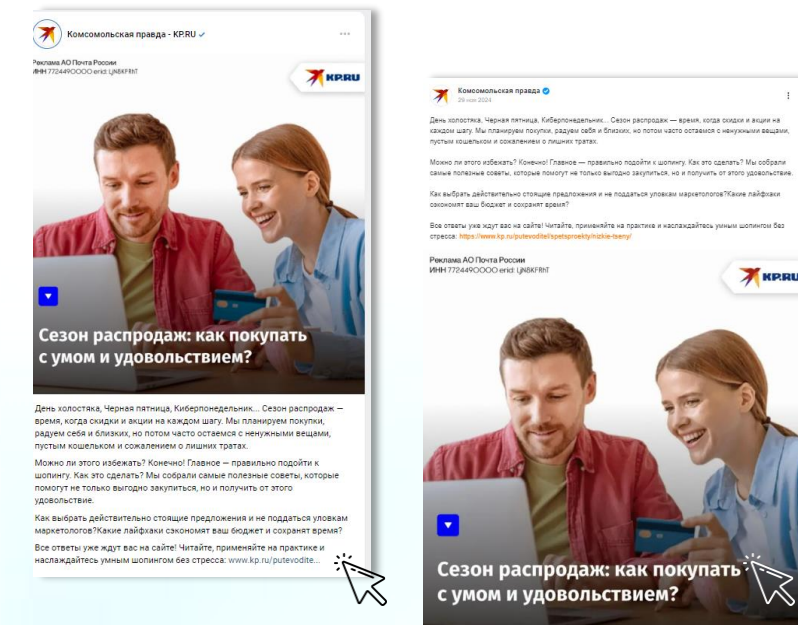 Комсомольская правда - KP.RU
Реклама АО Почта России
ИНН 7724490000 erid: LjN8KFRhT
KP.RU
Сезон распродаж: как покупать
с умом и удовольствием?
День холостяка, Черная пятница, Киберпонедельник... Сезон распродаж —
время, когда скидки и акции на каждом шагу. Мы планируем покупки,
радуем себя и близких, но потом часто остаемся с ненужными вещами,
пустым кошельком и сожалением о лишних тратах.
Можно ли этого избежать? Конечно! Главное — правильно подойти к
шопингу. Как это сделать? Мы собрали самые полезные советы, которые
помогут не только выгодно закупиться, но и получить от этого
удовольствие.
Как выбрать действительно стоящие предложения и не поддаться уловкам
маркетологов?Какие лайфхаки сэкономят ваш бюджет и сохранят время?
Все ответы уже ждут вас на сайте! Читайте, применяйте на практике и
наслаждайтесь умным шопингом без стресса: www.kp.ru/putevodite...
Комсомольская правда
29 ноя 2024
День холостяка, Черная пятница, Киберпонедельник... Сезон распродаж — время, когда скидки и акции на
каждом шагу. Мы планируем покупки, радуем себя и близких, но потом часто остаемся с ненужными вещами,
пустым кошельком и сожалением о лишних тратах.
Можно ли этого избежать? Конечно! Главное — правильно подойти к шопингу. Как это сделать? Мы собрали
самые полезные советы, которые помогут не только выгодно закупиться, но и получить от этого удовольствие.
Как выбрать действительно стоящие предложения и не поддаться уловкам маркетологов?Какие лайфхаки
сэкономят ваш бюджет и сохранят время?
Все ответы уже ждут вас на сайте! Читайте, применяйте на практике и наслаждайтесь умным шопингом без
стресса: https://www.kp.ru/putevoditel/spetsproekty/nizkie-tseny/
Реклама АО Почта России
ИНН 7724490000 erid: LjN8KFRhT
KP.RU
Сезон распродаж: как покупать
с умом и удовольствием?